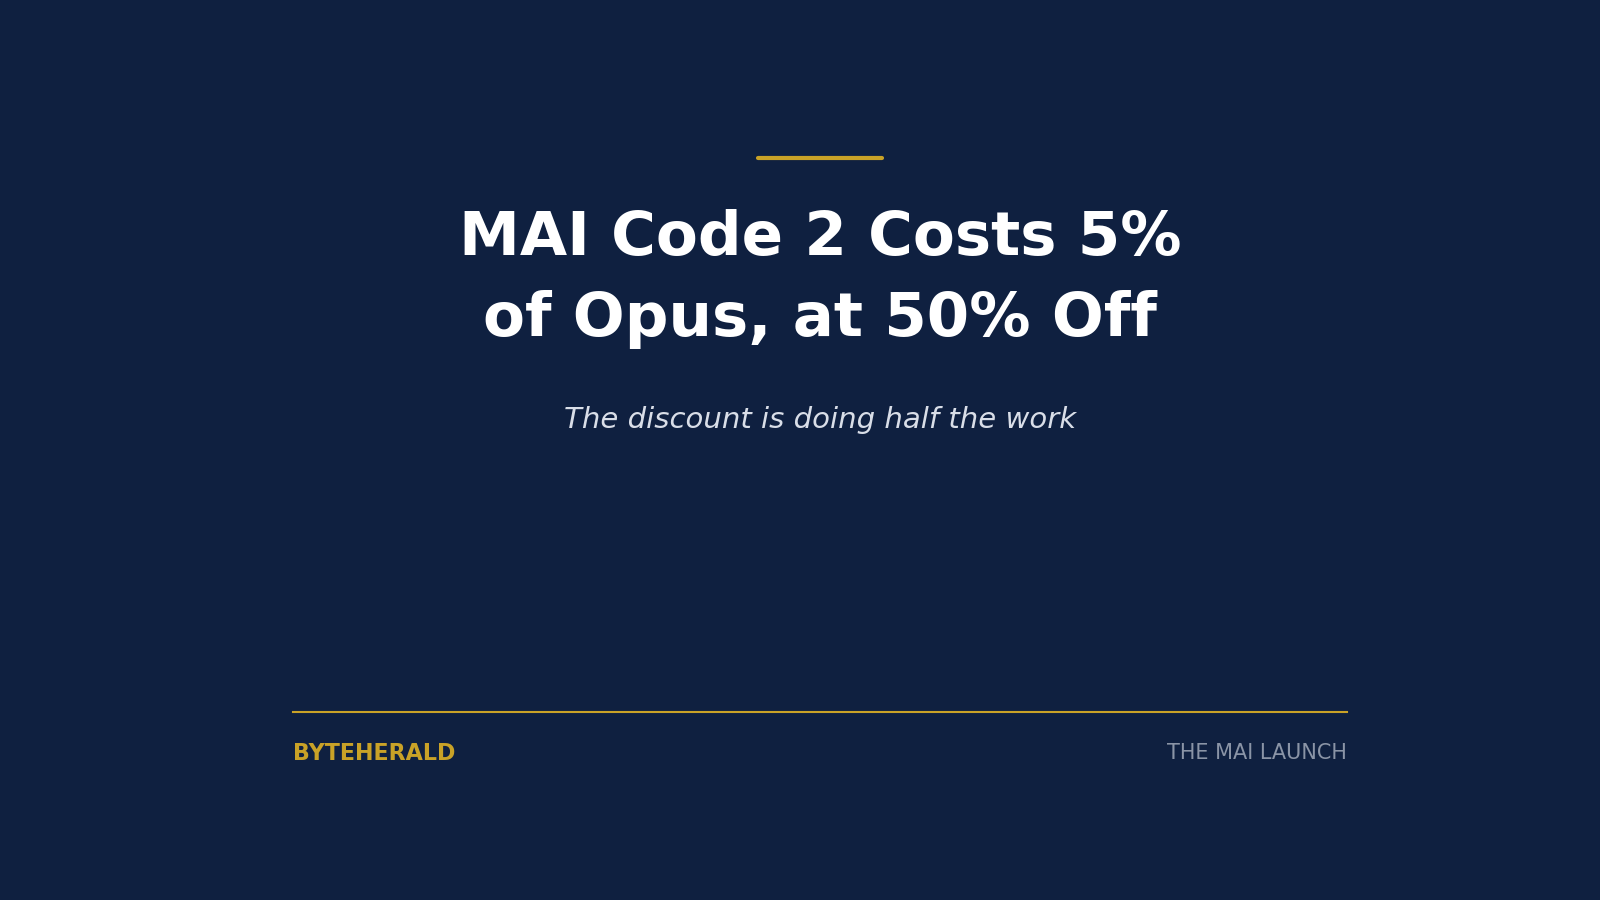 MAI Code 2 Costs 5%
of Opus, at 50% Off
The discount is doing half the work
BYTEHERALD
THE MAI LAUNCH